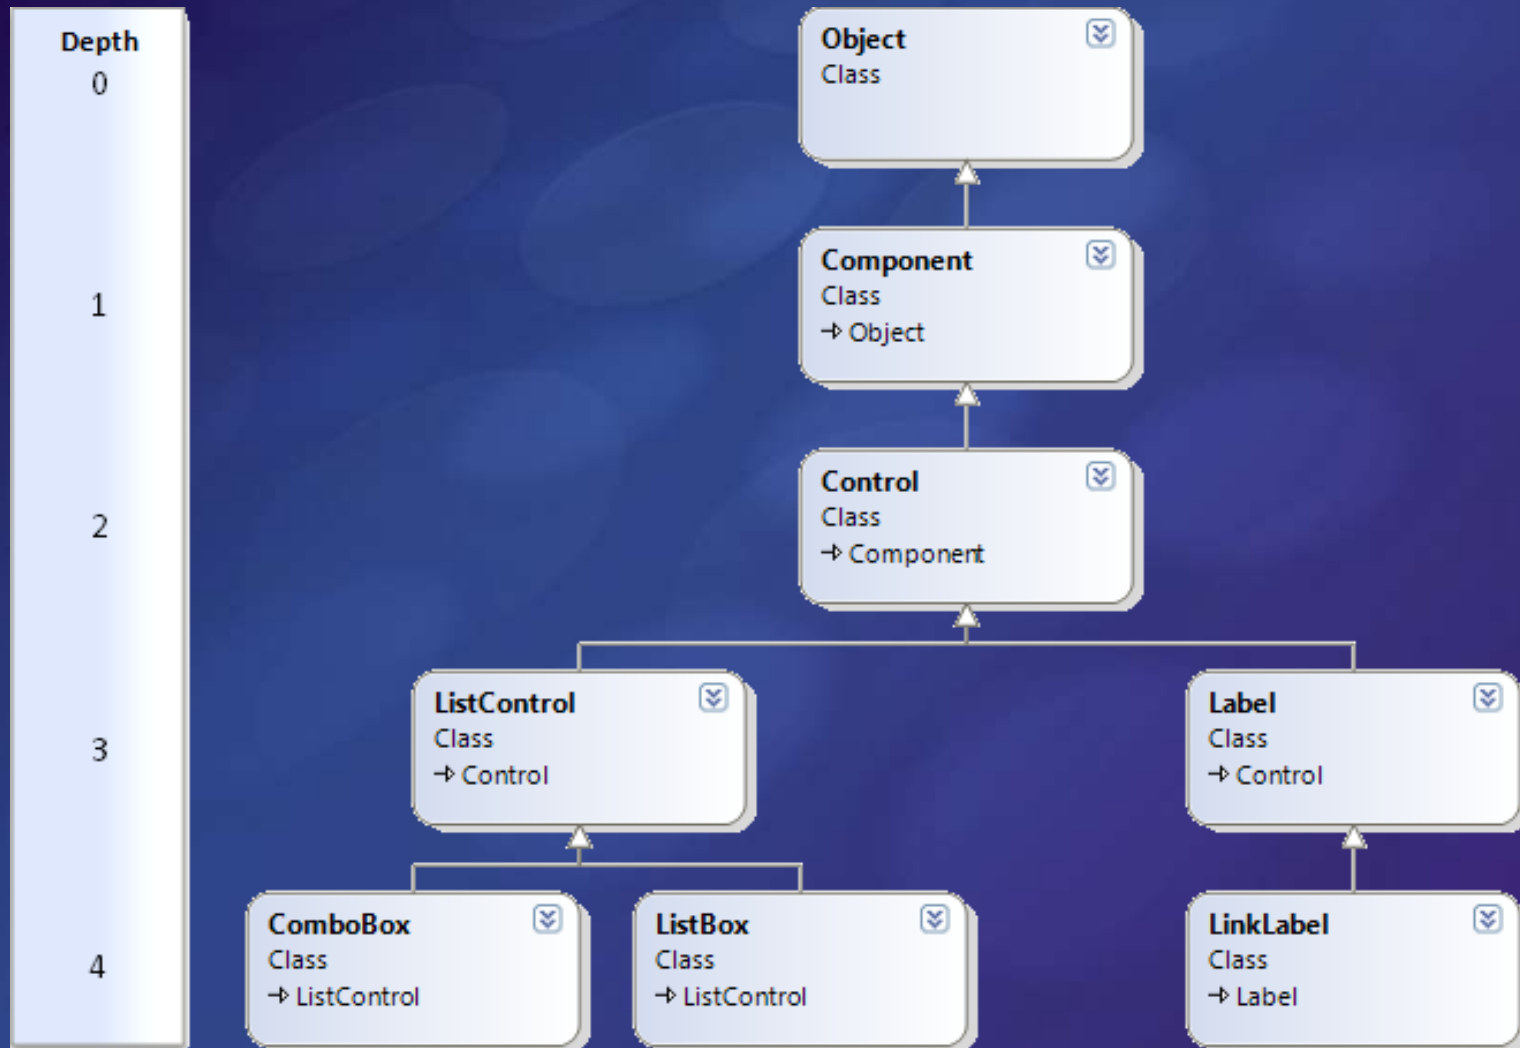 Depth
0
1
2
3
4
Object
Class
Component
Class
Object
Control
Class
Component
ListControl
Class
Control
Label
Class
Control
ComboBox
Class
ListControl
ListBox
Class
ListControl
LinkLabel
Class
Label